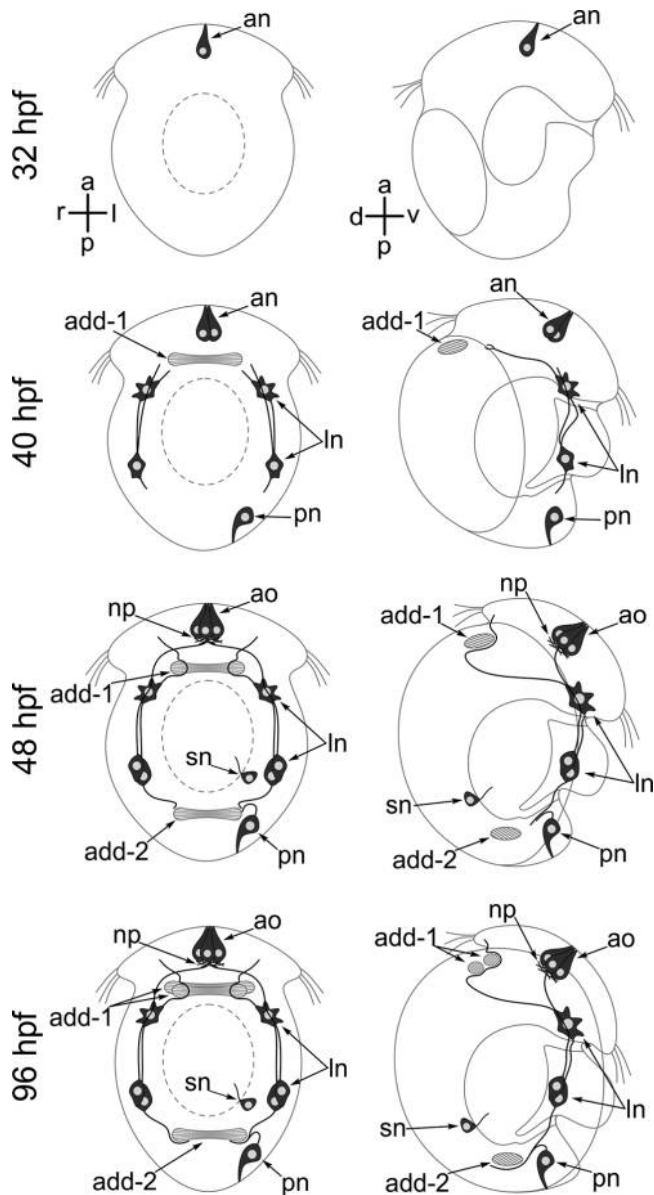 32 hpf
an
an
a
r l
p
a
d v
p
40 hpf
add-1
an
ln
pn
add-1
an
ln
pn
48 hpf
np
ao
add-1
ln
sn
add-2
pn
add-1
np
ao
ln
sn
add-2
pn
96 hpf
np
ao
add-1
ln
sn
add-2
pn
add-1
np
ao
ln
sn
add-2
pn